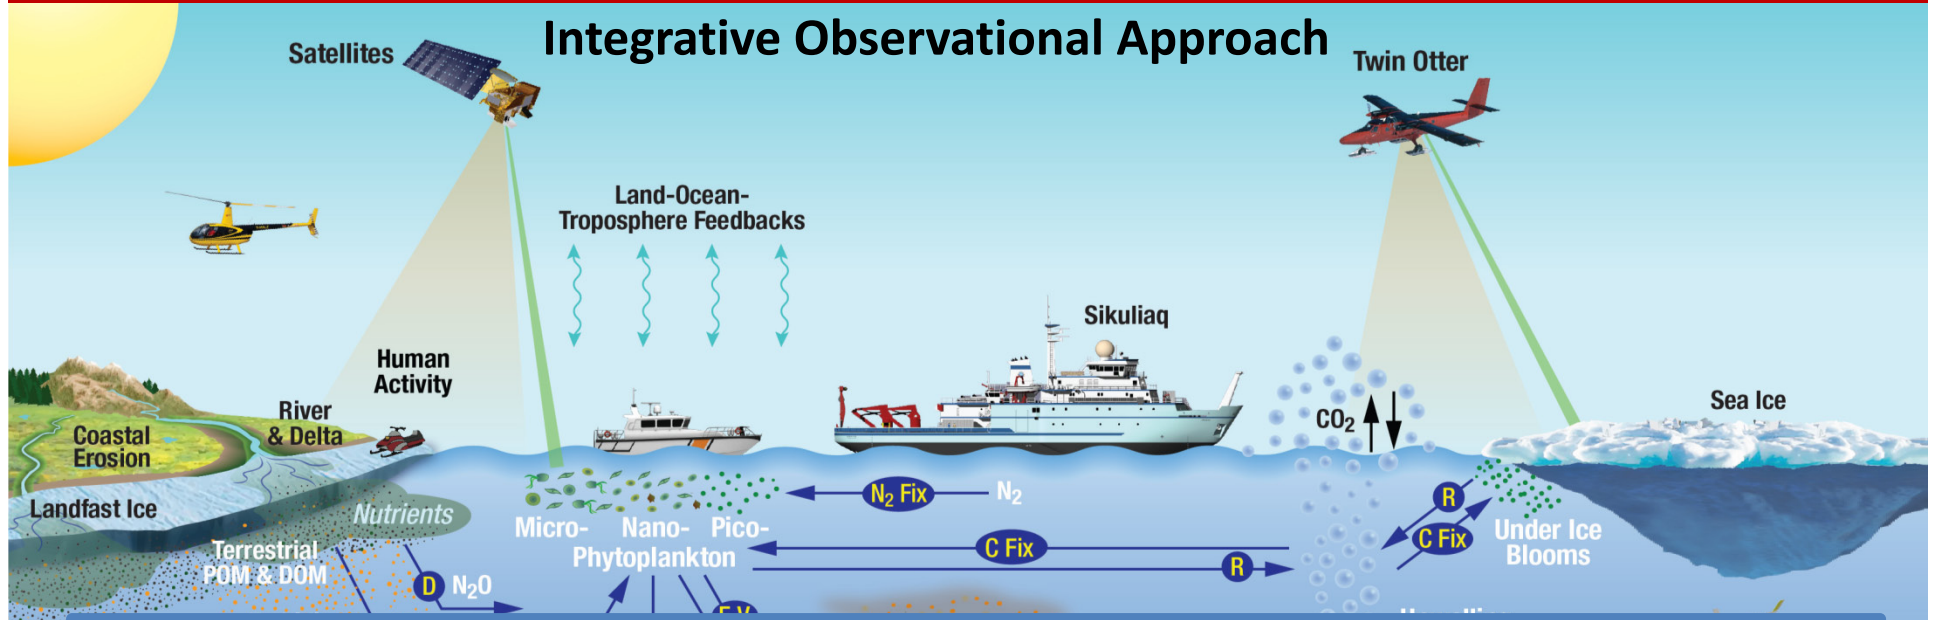 Integrative Observational Approach
Satellites
Twin Otter
Land-Ocean-
Troposphere Feedbacks
Sikuliaq
Human
Activity
River
& Delta
Coastal
Erosion
CO₂
Sea Ice
Landfast Ice
Nutrients
N₂ Fix
N₂
Micro-
Nano-
Pico-
Phytoplankton
C Fix
R
R
C Fix
Under Ice
Blooms
Terrestrial
POM & DOM
D
N₂O